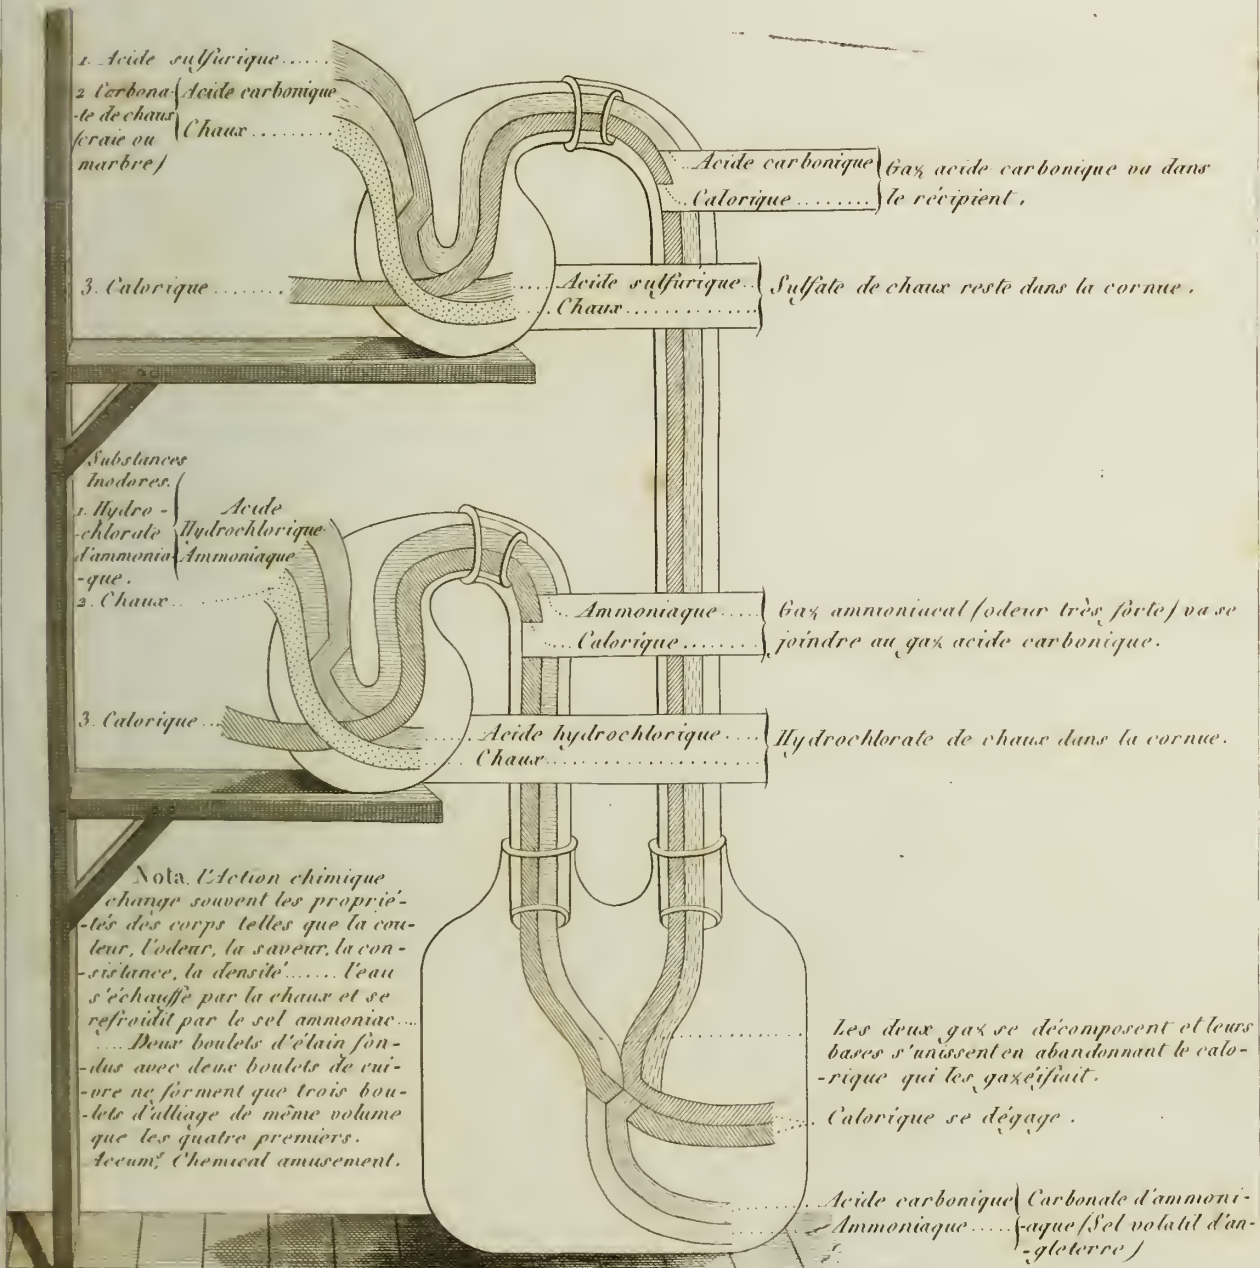 1. Acide sulfurique......
2 Carbona-
-te de chaux
(craie ou
marbre)
Acide carbonique
Chaux..........
Acide carbonique
Calorique........
Gaz acide carbonique va dans
le récipient.
3. Calorique.......
Acide sulfurique..
Chaux............
Sulfate de chaux reste dans la cornue.
Substances
Inodores.
1. Hydro-
-chlorate
d'ammonia-
-que.
Acide
Hydrochlorique
Ammoniaque
2. Chaux..
Ammoniaque.....
Calorique.......
Gaz ammoniacal (odeur très forte) va se
joindre au gaz acide carbonique.
3. Calorique...
Acide hydrochlorique....
Chaux................
Hydrochlorate de chaux dans la cornue.
Nota. l'Action chimique
change souvent les proprié-
-tés des corps telles que la cou-
leur, l'odeur, la saveur, la con-
-sistance, la densité...... l'eau
s'échauffe par la chaux et se
refroidit par le sel ammoniac....
....Deux boulets d'étain fon-
-dus avec deux boulets de cui-
-vre ne forment que trois bou-
-lets d'alliage de même volume
que les quatre premiers.
Accum's Chemical amusement.
Les deux gaz se décomposent et leurs
bases s'unissent en abandonnant le calo-
-rique qui les gazéifiait.
Calorique se dégage.
Acide carbonique
Ammoniaque.....
Carbonate d'ammoni-
-aque (Sel volatil d'an-
-gleterre)